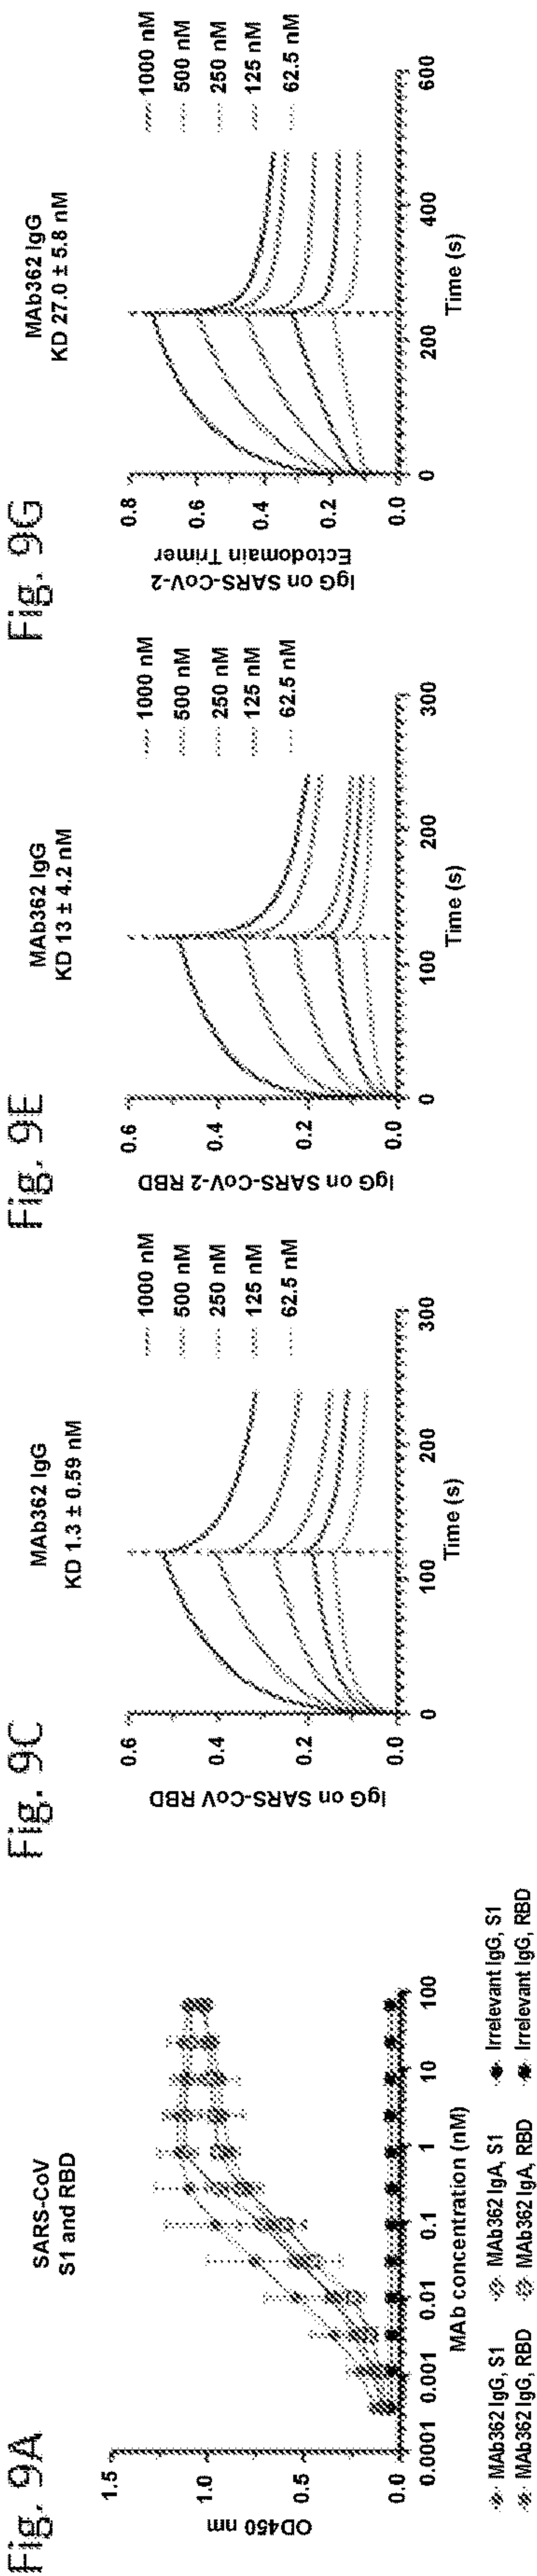 Fig. 9A
SARS-CoV
S1 and RBD
OD450 nm
1.5
1.0
0.5
0.0
0.0001
0.001
0.01
0.1
1
10
100
MAb concentration (nM)
MAb362 IgG, S1
MAb362 IgG, RBD
MAb362 IgA, S1
MAb362 IgA, RBD
Irrelevant IgG, S1
Irrelevant IgG, RBD
Fig. 9C
MAb362 IgG
KD 1.3 ± 0.59 nM
IgG on SARS-CoV RBD
0.6
0.4
0.2
0.0
0
100
200
300
Time (s)
1000 nM
500 nM
250 nM
125 nM
62.5 nM
Fig. 9E
MAb362 IgG
KD 13 ± 4.2 nM
IgG on SARS-CoV-2 RBD
0.6
0.4
0.2
0.0
0
100
200
300
Time (s)
1000 nM
500 nM
250 nM
125 nM
62.5 nM
Fig. 9G
MAb362 IgG
KD 27.0 ± 5.8 nM
IgG on SARS-CoV-2
Ectodomain Trimer
0.8
0.6
0.4
0.2
0.0
0
200
400
600
Time (s)
1000 nM
500 nM
250 nM
125 nM
62.5 nM